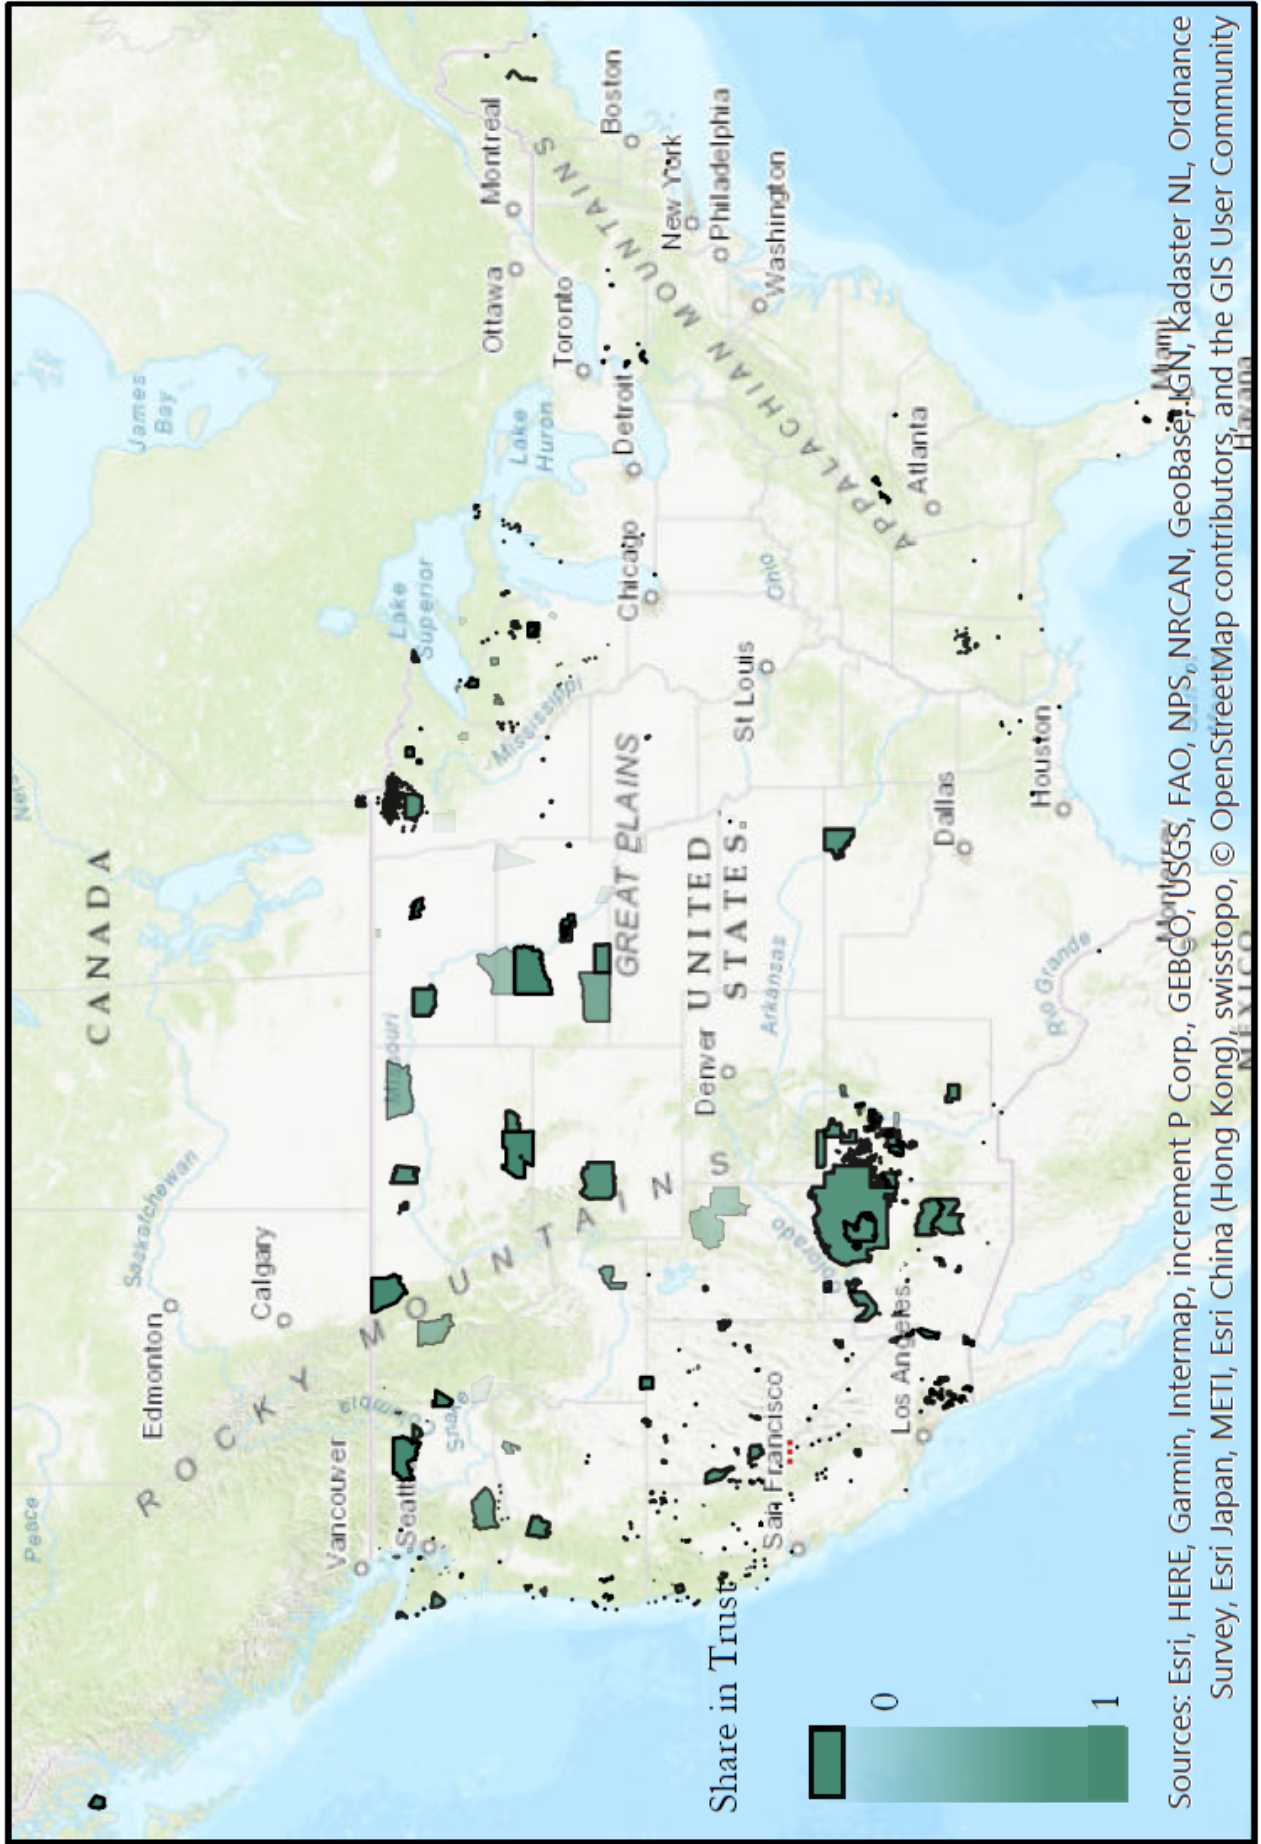 CANADA
Peace
Edmonton
Saskatchewan
Calgary
Vancouver
ROCKY MOUNTAINS
Columbia
Snake
Missouri
James
Bay
Lake
Superior
Lake
Huron
Ottawa
Montreal
Toronto
Detroit
Boston
New York
Philadelphia
Washington
APPALACHIAN MOUNTAINS
Mississippi
Chicago
GREAT PLAINS
UNITED
STATES
Denver
St Louis
Ohio
Arkansas
Colorado
San Francisco
Los Angeles
Atlanta
Dallas
Houston
Rio Grande
Monterrey
Miami
Havana
MEXICO
Share in Trust
0
1
Sources: Esri, HERE, Garmin, Intermap, increment P Corp., GEBCO, USGS, FAO, NPS, NRCAN, GeoBase, IGN, Kadaster NL, Ordnance
Survey, Esri Japan, METI, Esri China (Hong Kong), swisstopo, © OpenStreetMap contributors, and the GIS User Community